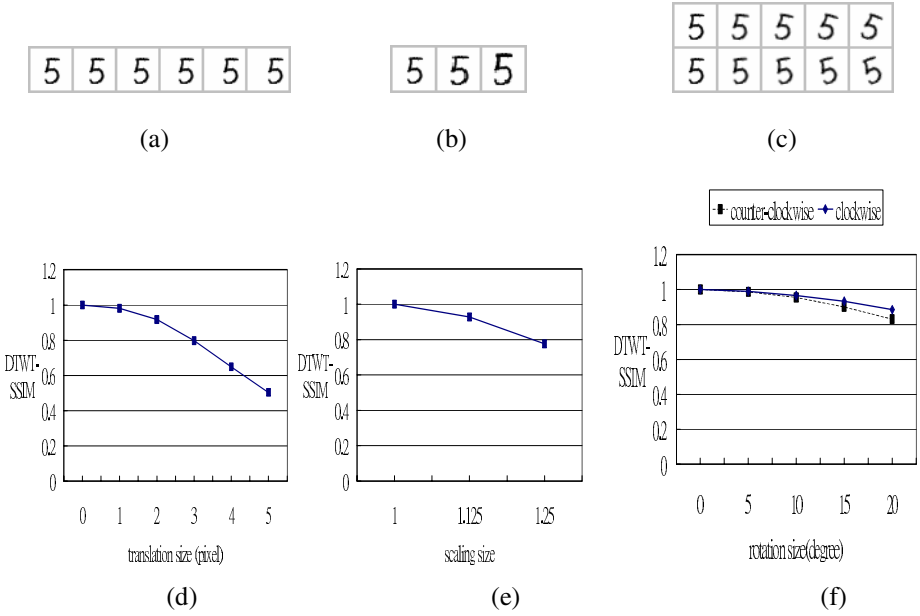 5 5 5 5 5 5
5 5 5
5 5 5 5 5
5 5 5 5 5
(a)
(b)
(c)
counter-clockwise clockwise
1.2
1
0.8
0.6
0.4
0.2
0
DTWT-
SSIM
0 1 2 3 4 5
translation size (pixel)
(d)
1.2
1
0.8
0.6
0.4
0.2
0
DTWT-
SSIM
1 1.125 1.25
scaling size
(e)
1.2
1
0.8
0.6
0.4
0.2
0
DTWT-
SSIM
0 5 10 15 20
rotation size(degree)
(f)